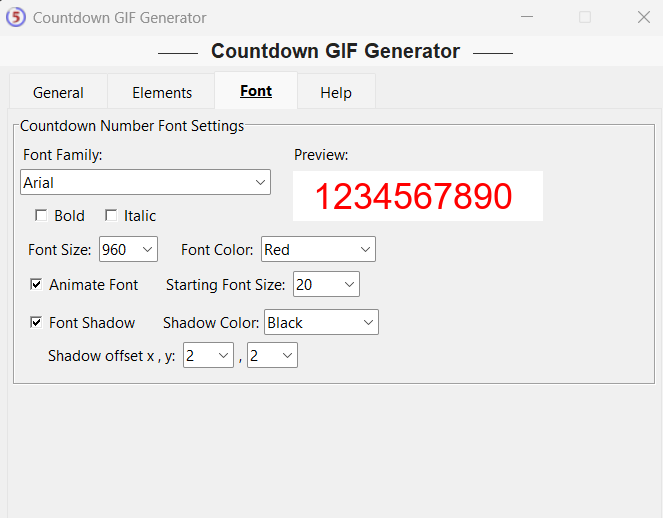 5 Countdown GIF Generator
Countdown GIF Generator
General Elements Font Help
Countdown Number Font Settings
Font Family: Preview:
Arial 1234567890
Bold Italic
Font Size: 960 Font Color: Red
Animate Font Starting Font Size: 20
Font Shadow Shadow Color: Black
Shadow offset x , y: 2 , 2